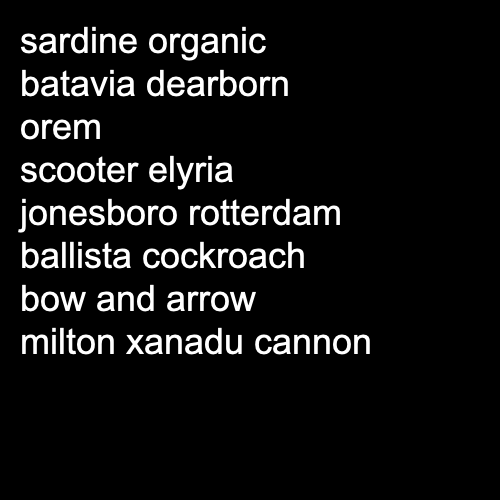 sardine organic
batavia dearborn
orem
scooter elyria
jonesboro rotterdam
ballista cockroach
bow and arrow
milton xanadu cannon